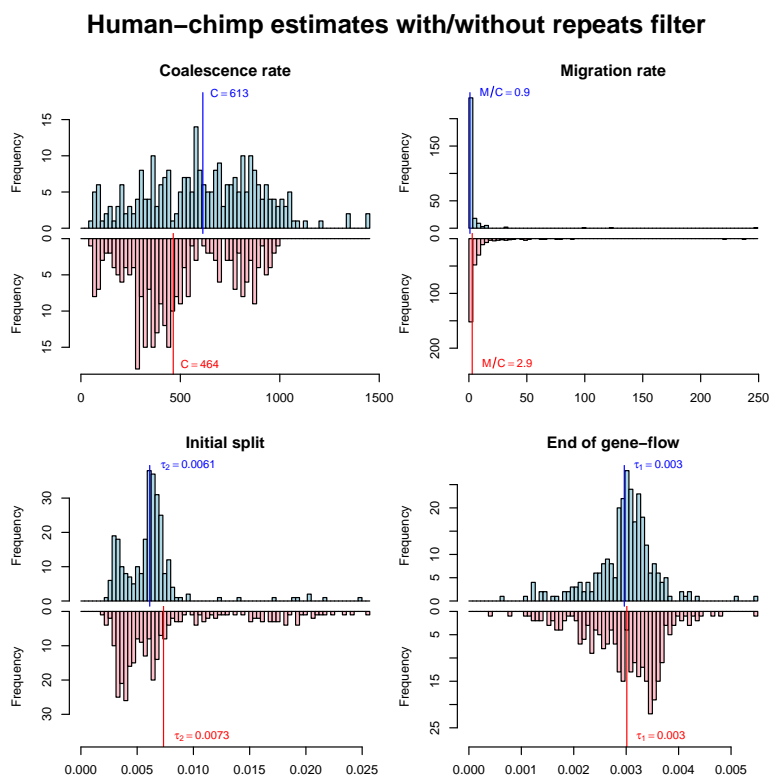 Human−chimp estimates with/without repeats filter
Coalescence rate
C = 613
Frequency
0 5 10 15
Frequency
15 10 5 0
C = 464
0 500 1000 1500
Migration rate
M/C = 0.9
Frequency
0 50 150
Frequency
200 100 0
M/C = 2.9
0 50 100 150 200 250
Initial split
τ2 = 0.0061
Frequency
0 10 20 30
Frequency
30 20 10 0
τ2 = 0.0073
0.000 0.005 0.010 0.015 0.020 0.025
End of gene−flow
τ1 = 0.003
Frequency
0 5 15 25
Frequency
25 15 5 0
τ1 = 0.003
0.000 0.001 0.002 0.003 0.004 0.005